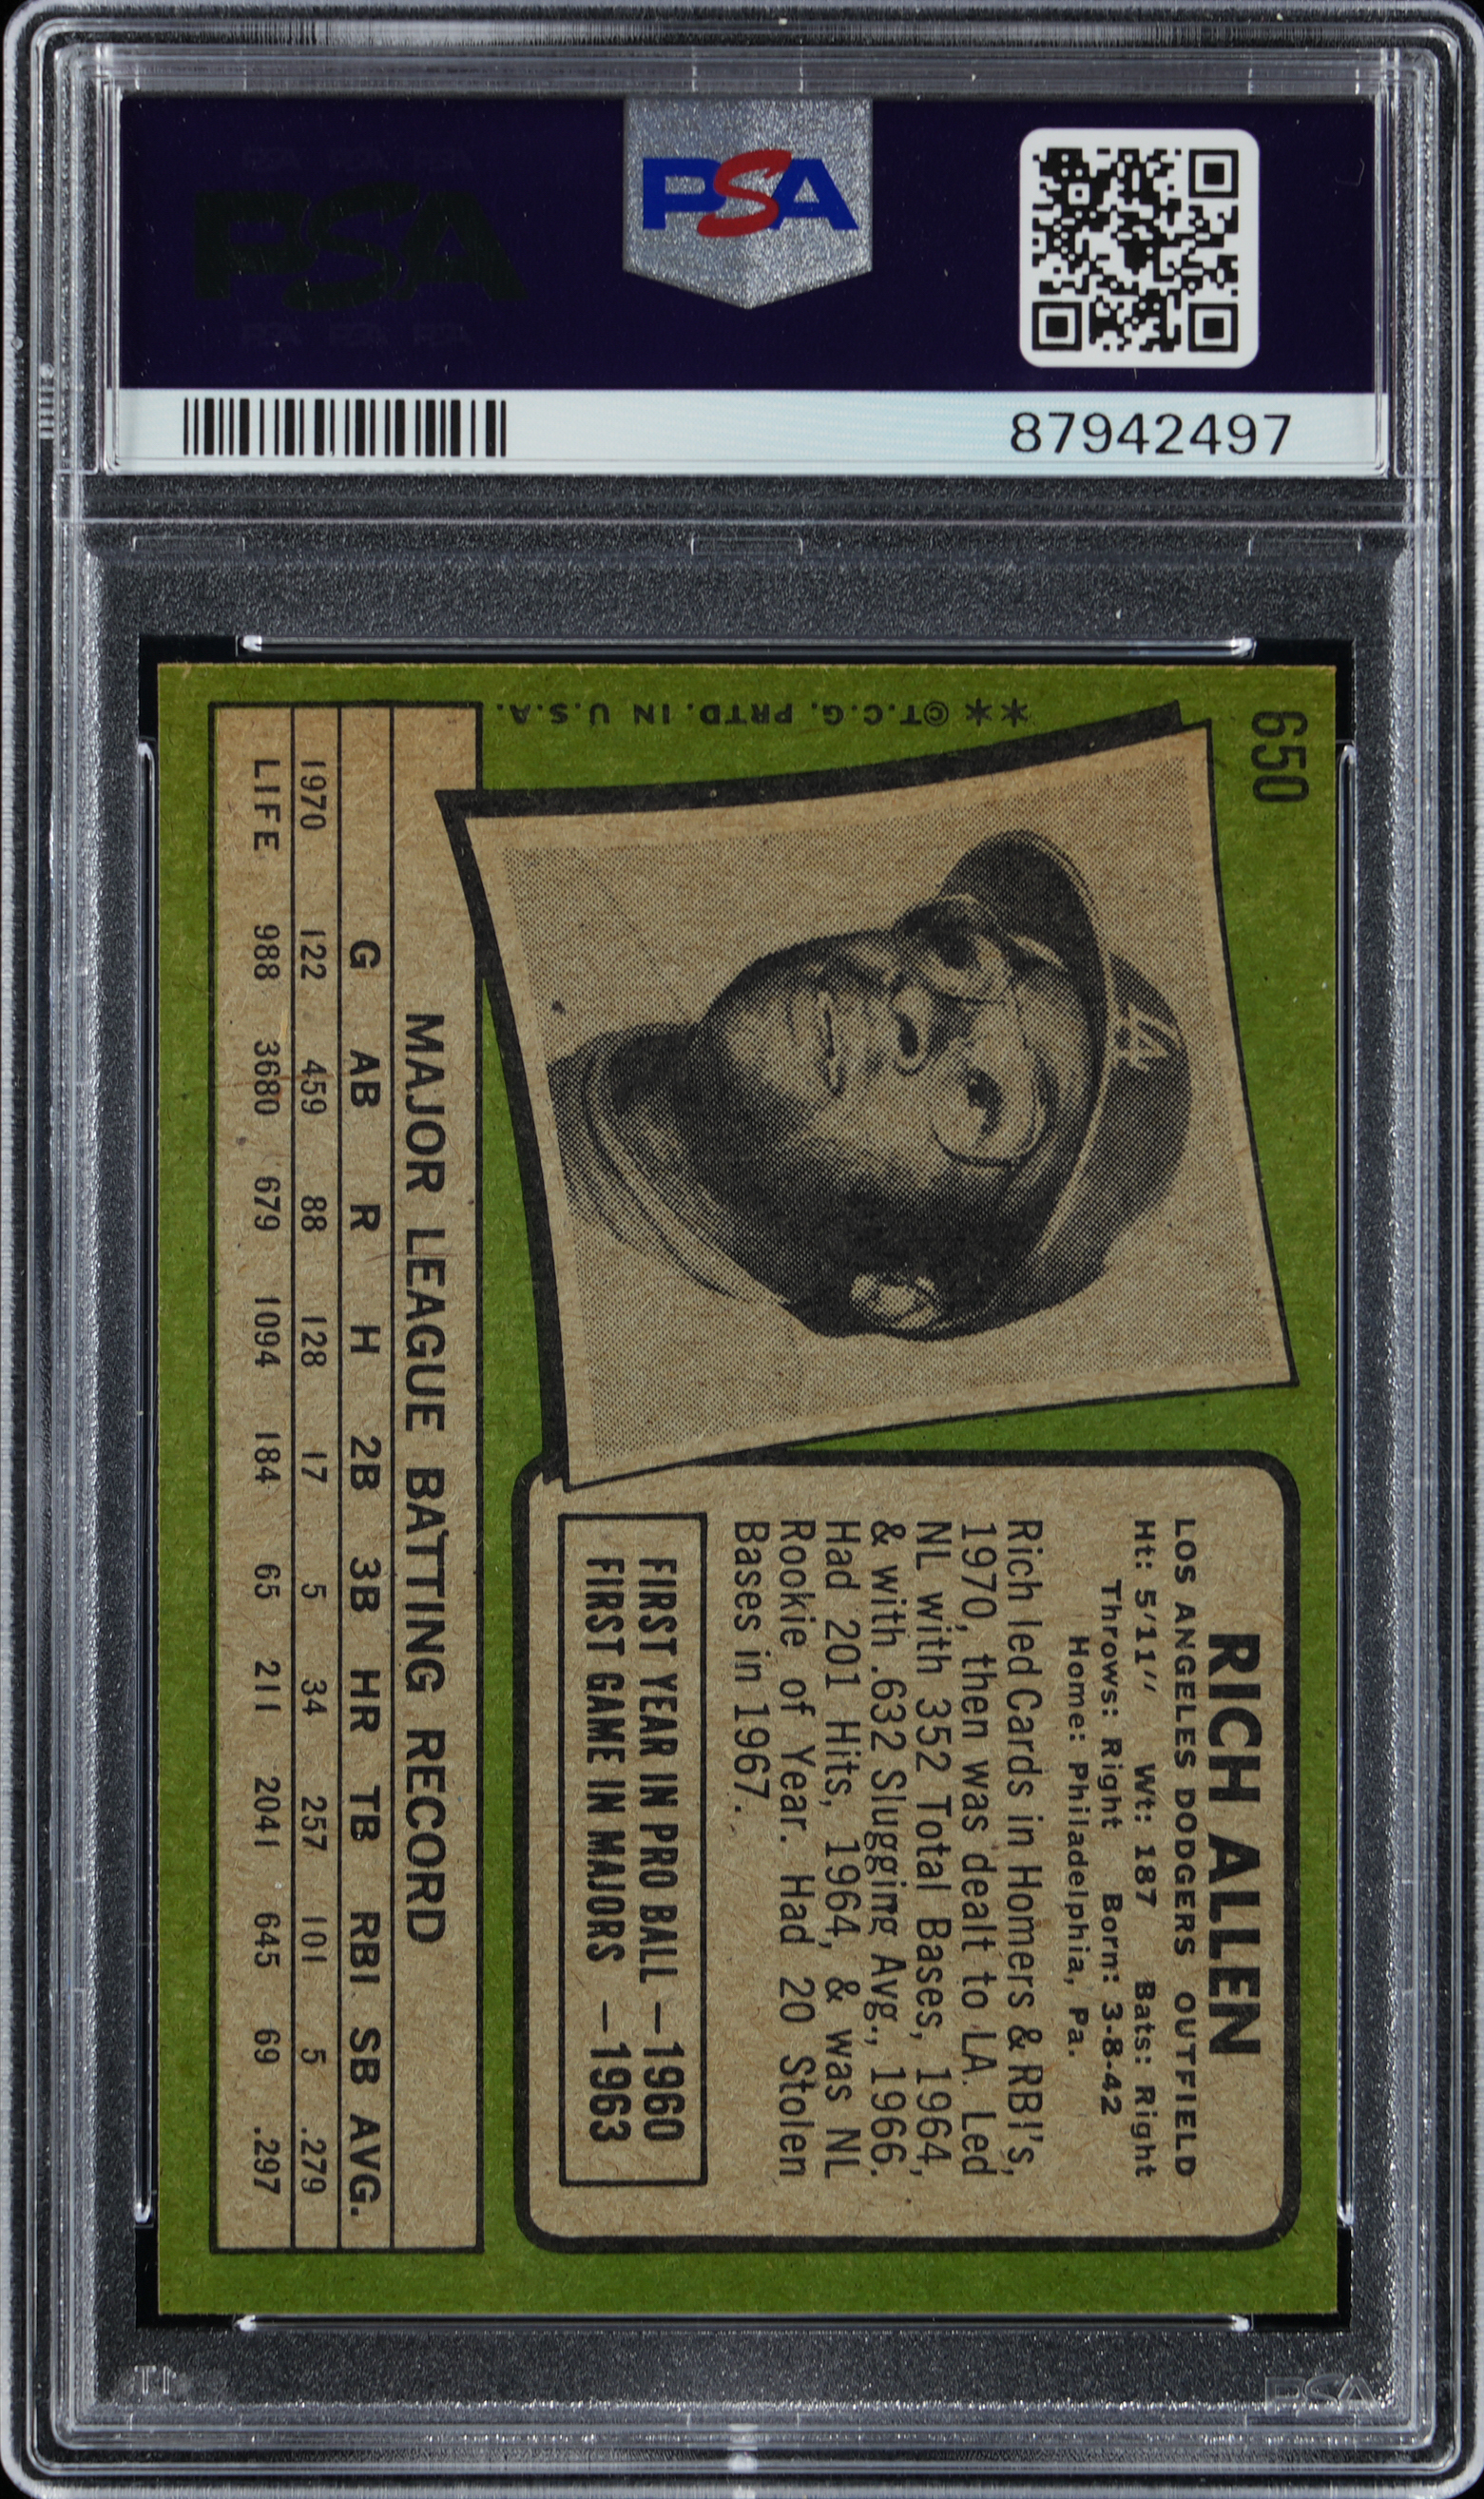 PSA
PSA
87942497
650
RICH ALLEN
LOS ANGELES DODGERS OUTFIELD
Ht: 5'11" Wt: 187 Bats: Right
Throws: Right Born: 3-8-42
Home: Philadelphia, Pa.
Rich led Cards in Homers & RBI's,
1970, then was dealt to LA. Led
NL with 352 Total Bases, 1964,
& with .632 Slugging Avg., 1966.
Had 201 Hits, 1964, & was NL
Rookie of Year. Had 20 Stolen
Bases in 1967.
FIRST YEAR IN PRO BALL —1960
FIRST GAME IN MAJORS —1963
LA
**©T.C.G. PRTD. IN U.S.A.
MAJOR LEAGUE BATTING RECORD
G AB R H 2B 3B HR TB RBI SB AVG.
1970 122 459 88 128 17 5 34 257 101 5 .279
LIFE 988 3680 679 1094 184 65 211 2041 645 69 .297
PSA